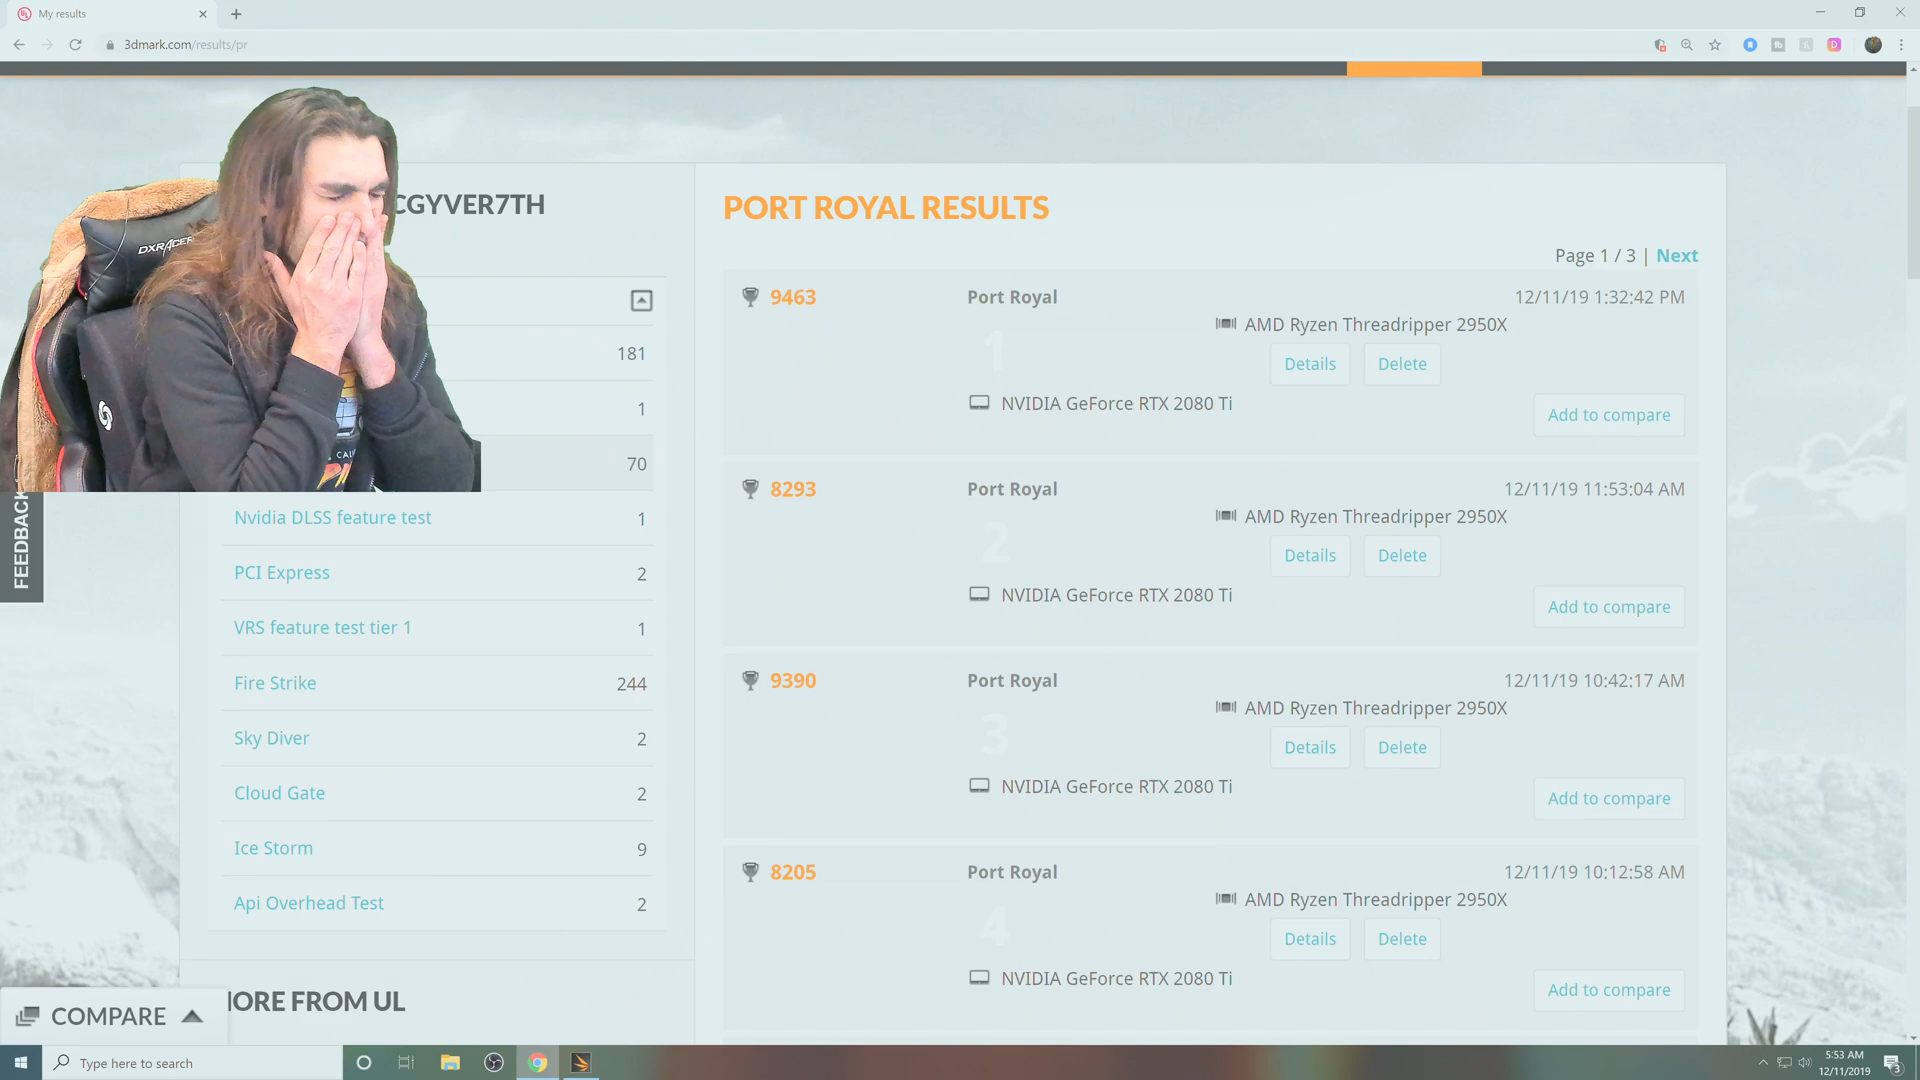 My results
3dmark.com/results/pr
CGYVER7TH
181
1
70
Nvidia DLSS feature test 1
PCI Express 2
VRS feature test tier 1 1
Fire Strike 244
Sky Diver 2
Cloud Gate 2
Ice Storm 9
Api Overhead Test 2
ORE FROM UL
FEEDBACK
COMPARE
DXRACER
CAL
PORT ROYAL RESULTS
Page 1 / 3 | Next
9463 Port Royal 12/11/19 1:32:42 PM
1
AMD Ryzen Threadripper 2950X
Details Delete
NVIDIA GeForce RTX 2080 Ti
Add to compare
8293 Port Royal 12/11/19 11:53:04 AM
2
AMD Ryzen Threadripper 2950X
Details Delete
NVIDIA GeForce RTX 2080 Ti
Add to compare
9390 Port Royal 12/11/19 10:42:17 AM
3
AMD Ryzen Threadripper 2950X
Details Delete
NVIDIA GeForce RTX 2080 Ti
Add to compare
8205 Port Royal 12/11/19 10:12:58 AM
4
AMD Ryzen Threadripper 2950X
Details Delete
NVIDIA GeForce RTX 2080 Ti
Add to compare
Type here to search
5:53 AM
12/11/2019
3